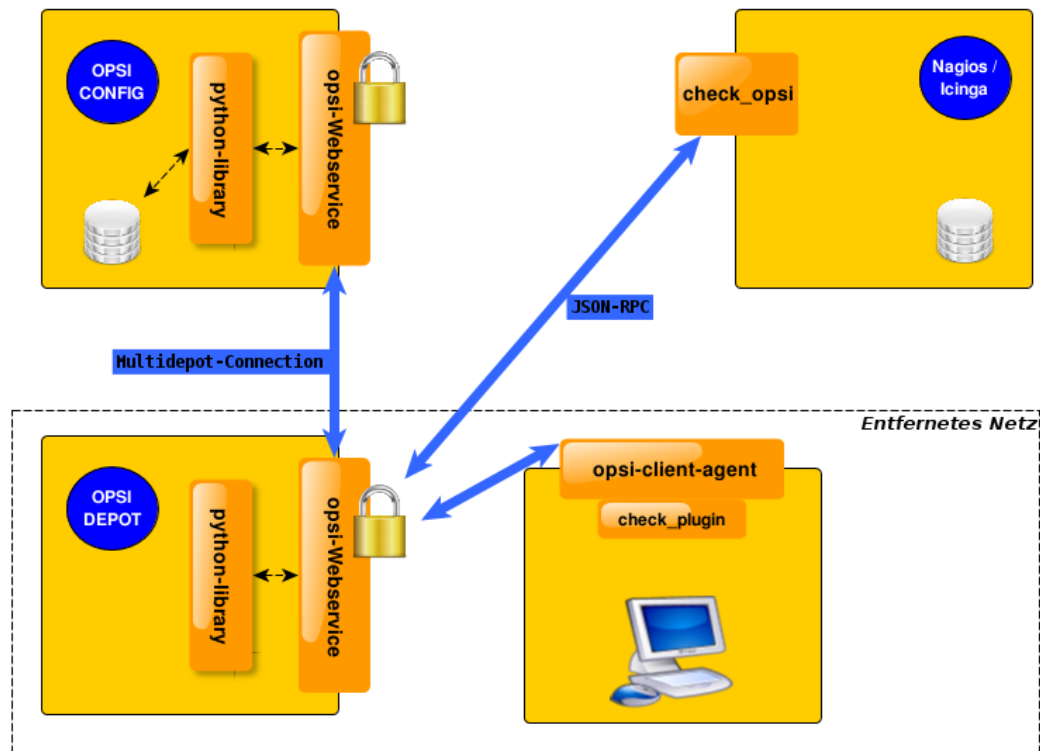 OPSI
CONFIG
python-library
opsi-Webservice
check_opsi
Nagios /
Icinga
JSON-RPC
Multidepot-Connection
Entfernetes Netz
OPSI
DEPOT
python-library
opsi-Webservice
opsi-client-agent
check_plugin